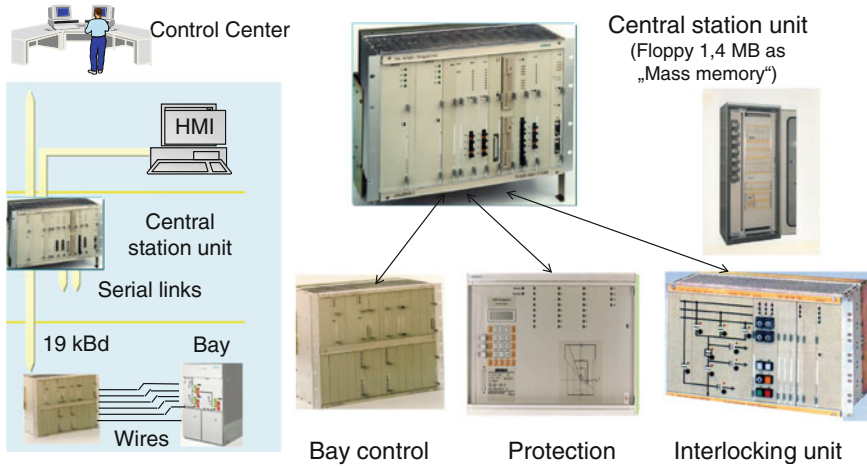 Control Center
Central station unit
(Floppy 1,4 MB as
„Mass memory“)
HMI
Central
station unit
Serial links
19 kBd
Bay
Wires
Bay control
Protection
Interlocking unit